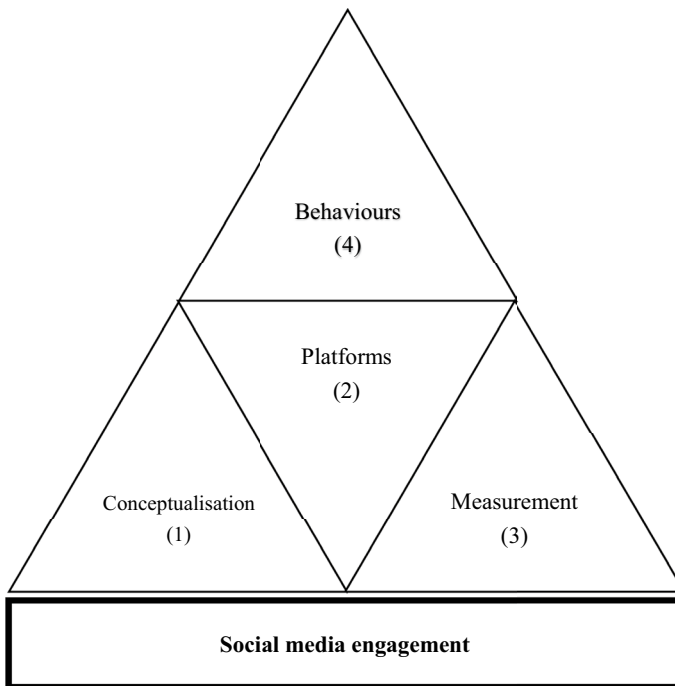 Behaviours
(4)
Platforms
(2)
Conceptualisation
(1)
Measurement
(3)
Social media engagement